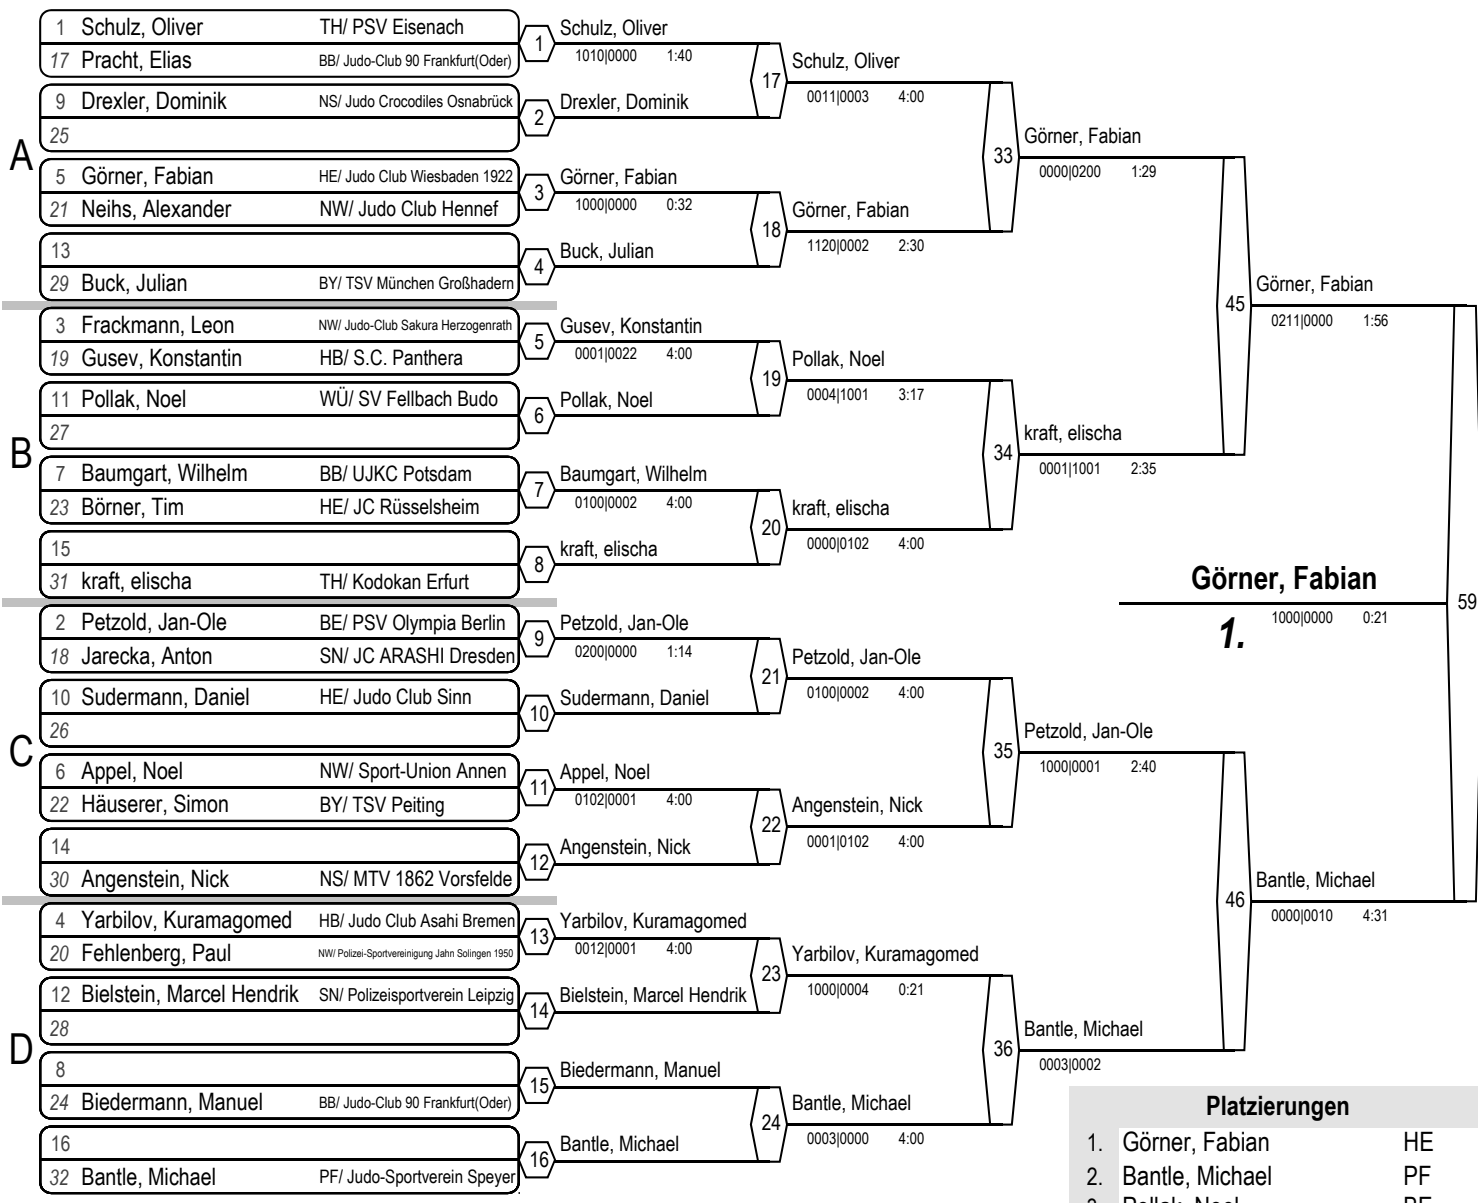 1 Schulz, Oliver TH/ PSV Eisenach
17 Pracht, Elias BB/ Judo-Club 90 Frankfurt(Oder)
1
Schulz, Oliver
1010|0000 1:40
9 Drexler, Dominik NS/ Judo Crocodiles Osnabrück
25
2
Drexler, Dominik
17
Schulz, Oliver
0011|0003 4:00
A
5 Görner, Fabian HE/ Judo Club Wiesbaden 1922
21 Neihs, Alexander NW/ Judo Club Hennef
3
Görner, Fabian
1000|0000 0:32
13
29 Buck, Julian BY/ TSV München Großhadern
4
Buck, Julian
18
Görner, Fabian
1120|0002 2:30
33
Görner, Fabian
0000|0200 1:29
3 Frackmann, Leon NW/ Judo-Club Sakura Herzogenrath
19 Gusev, Konstantin HB/ S.C. Panthera
5
Gusev, Konstantin
0001|0022 4:00
11 Pollak, Noel WÜ/ SV Fellbach Budo
27
6
Pollak, Noel
19
Pollak, Noel
0004|1001 3:17
B
7 Baumgart, Wilhelm BB/ UJKC Potsdam
23 Börner, Tim HE/ JC Rüsselsheim
7
Baumgart, Wilhelm
0100|0002 4:00
15
31 kraft, elischa TH/ Kodokan Erfurt
8
kraft, elischa
20
kraft, elischa
0000|0102 4:00
34
kraft, elischa
0001|1001 2:35
45
Görner, Fabian
0211|0000 1:56
2 Petzold, Jan-Ole BE/ PSV Olympia Berlin
18 Jarecka, Anton SN/ JC ARASHI Dresden
9
Petzold, Jan-Ole
0200|0000 1:14
10 Sudermann, Daniel HE/ Judo Club Sinn
26
10
Sudermann, Daniel
21
Petzold, Jan-Ole
0100|0002 4:00
C
6 Appel, Noel NW/ Sport-Union Annen
22 Häuserer, Simon BY/ TSV Peiting
11
Appel, Noel
0102|0001 4:00
14
30 Angenstein, Nick NS/ MTV 1862 Vorsfelde
12
Angenstein, Nick
22
Angenstein, Nick
0001|0102 4:00
35
Petzold, Jan-Ole
1000|0001 2:40
4 Yarbilov, Kuramagomed HB/ Judo Club Asahi Bremen
20 Fehlenberg, Paul NW/ Polizei-Sportvereinigung Jahn Solingen 1950
13
Yarbilov, Kuramagomed
0012|0001 4:00
12 Bielstein, Marcel Hendrik SN/ Polizeisportverein Leipzig
28
14
Bielstein, Marcel Hendrik
23
Yarbilov, Kuramagomed
1000|0004 0:21
D
8
24 Biedermann, Manuel BB/ Judo-Club 90 Frankfurt(Oder)
15
Biedermann, Manuel
16
32 Bantle, Michael PF/ Judo-Sportverein Speyer
16
Bantle, Michael
24
Bantle, Michael
0003|0000 4:00
36
Bantle, Michael
0003|0002
46
Bantle, Michael
0000|0010 4:31
59
Görner, Fabian
1000|0000 0:21
1.
Platzierungen
1. Görner, Fabian HE
2. Bantle, Michael PF